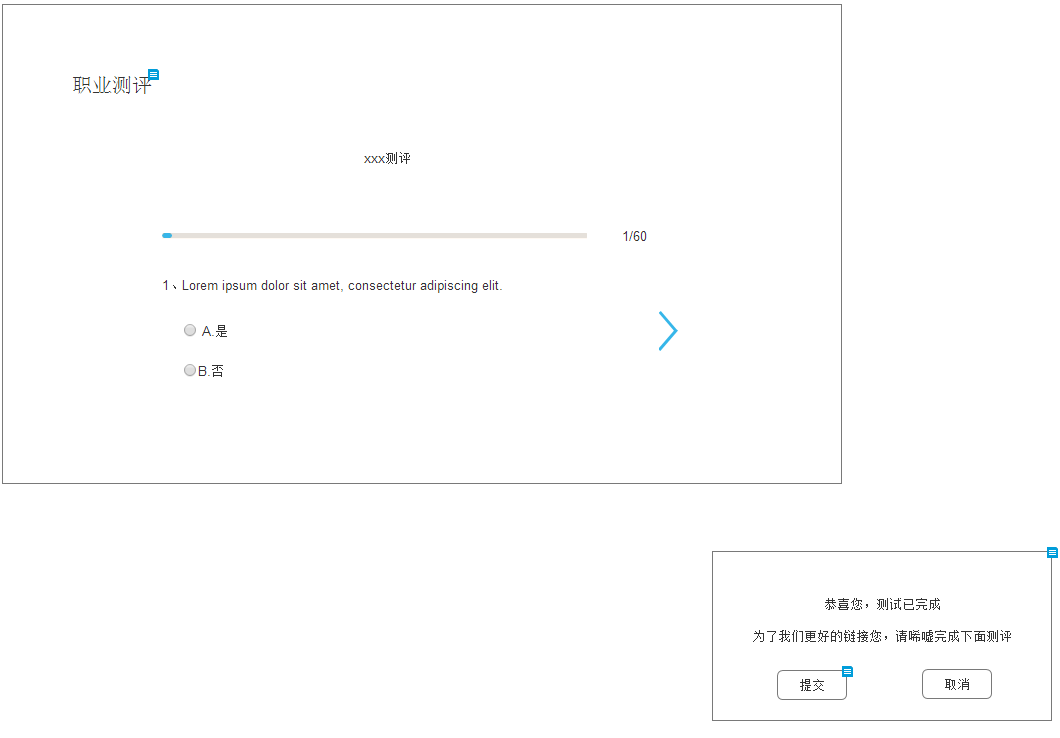 职业测评
xxx测评
1/60
1、Lorem ipsum dolor sit amet, consectetur adipiscing elit.
A.是
B.否
恭喜您，测试已完成
为了我们更好的链接您，请唏嘘完成下面测评
提交
取消